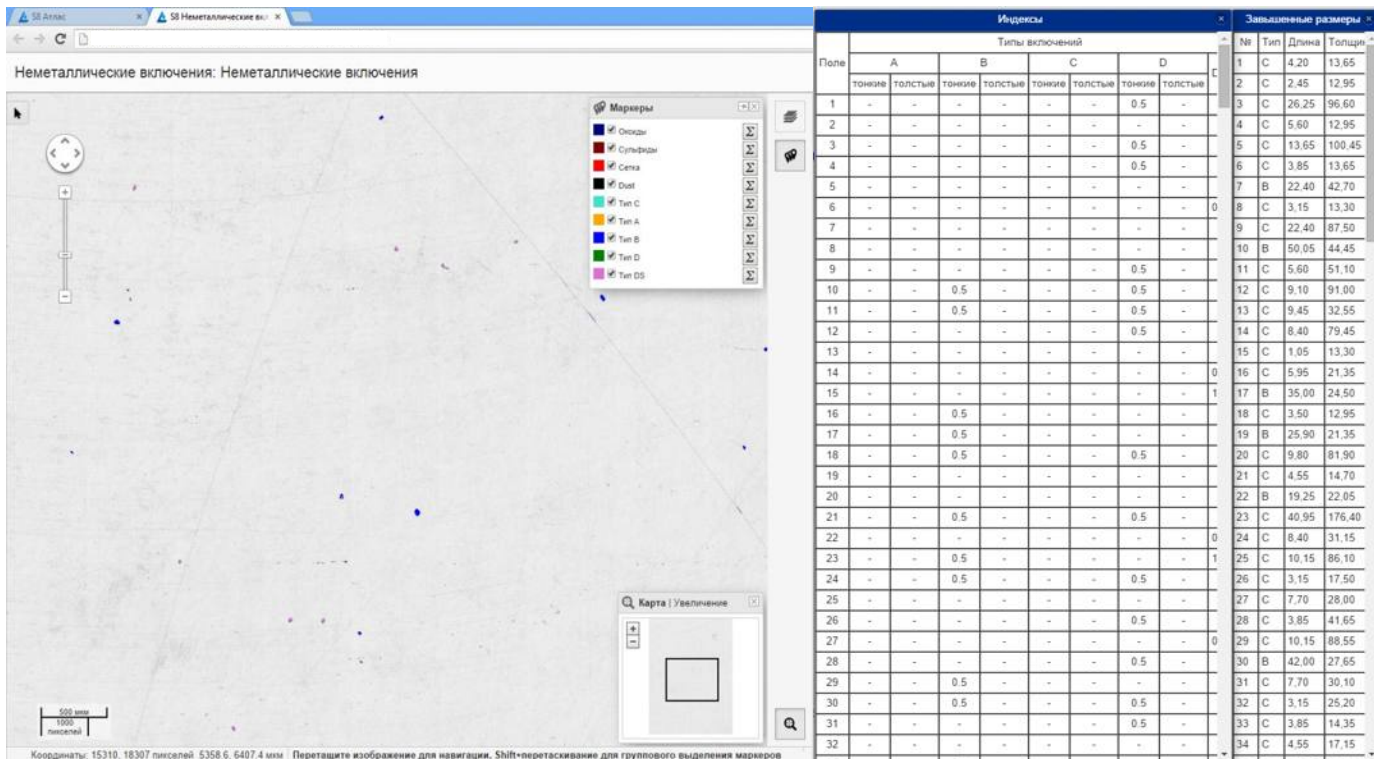 S8 Атлас
S8 Неметаллические вкл
Неметаллические включения: Неметаллические включения
Маркеры
Оксиды
Сульфиды
Сетка
Dust
Тип C
Тип A
Тип B
Тип D
Тип DS
Карта | Увеличение
500 мкм
1000
пикселей
Координаты: 15310, 18307 пикселей, 5358.6, 6407.4 мкм Перетащите изображение для навигации, Shift+перетаскивание для группового выделения маркеров
Индексы
Типы включений
Поле A B C D
тонкие толстые тонкие толстые тонкие толстые тонкие толстые
1 - - - - - - 0.5 -
2 - - - - - - - -
3 - - - - - - 0.5 -
4 - - - - - - 0.5 -
5 - - - - - - - -
6 - - - - - - - - 0
7 - - - - - - - -
8 - - - - - - - -
9 - - - - - - 0.5 -
10 - - 0.5 - - - 0.5 -
11 - - 0.5 - - - 0.5 -
12 - - - - - - 0.5 -
13 - - - - - - - -
14 - - - - - - - - 0
15 - - - - - - - - 1
16 - - 0.5 - - - - -
17 - - 0.5 - - - - -
18 - - 0.5 - - - 0.5 -
19 - - - - - - - -
20 - - - - - - - -
21 - - 0.5 - - - 0.5 -
22 - - - - - - - - 0
23 - - 0.5 - - - - - 1
24 - - 0.5 - - - 0.5 -
25 - - - - - - - -
26 - - - - - - 0.5 -
27 - - - - - - - - 0
28 - - - - - - 0.5 -
29 - - 0.5 - - - - -
30 - - 0.5 - - - 0.5 -
31 - - - - - - 0.5 -
32 - - - - - - - -
Завышенные размеры
№ Тип Длина Толщин
1 C 4,20 13,65
2 C 2,45 12,95
3 C 26,25 96,60
4 C 5,60 12,95
5 C 13,65 100,45
6 C 3,85 13,65
7 B 22,40 42,70
8 C 3,15 13,30
9 C 22,40 87,50
10 B 50,05 44,45
11 C 5,60 51,10
12 C 9,10 91,00
13 C 9,45 32,55
14 C 8,40 79,45
15 C 1,05 13,30
16 C 5,95 21,35
17 B 35,00 24,50
18 C 3,50 12,95
19 B 25,90 21,35
20 C 9,80 81,90
21 C 4,55 14,70
22 B 19,25 22,05
23 C 40,95 176,40
24 C 8,40 31,15
25 C 10,15 86,10
26 C 3,15 17,50
27 C 7,70 28,00
28 C 3,85 41,65
29 C 10,15 88,55
30 B 42,00 27,65
31 C 7,70 30,10
32 C 3,15 25,20
33 C 3,85 14,35
34 C 4,55 17,15